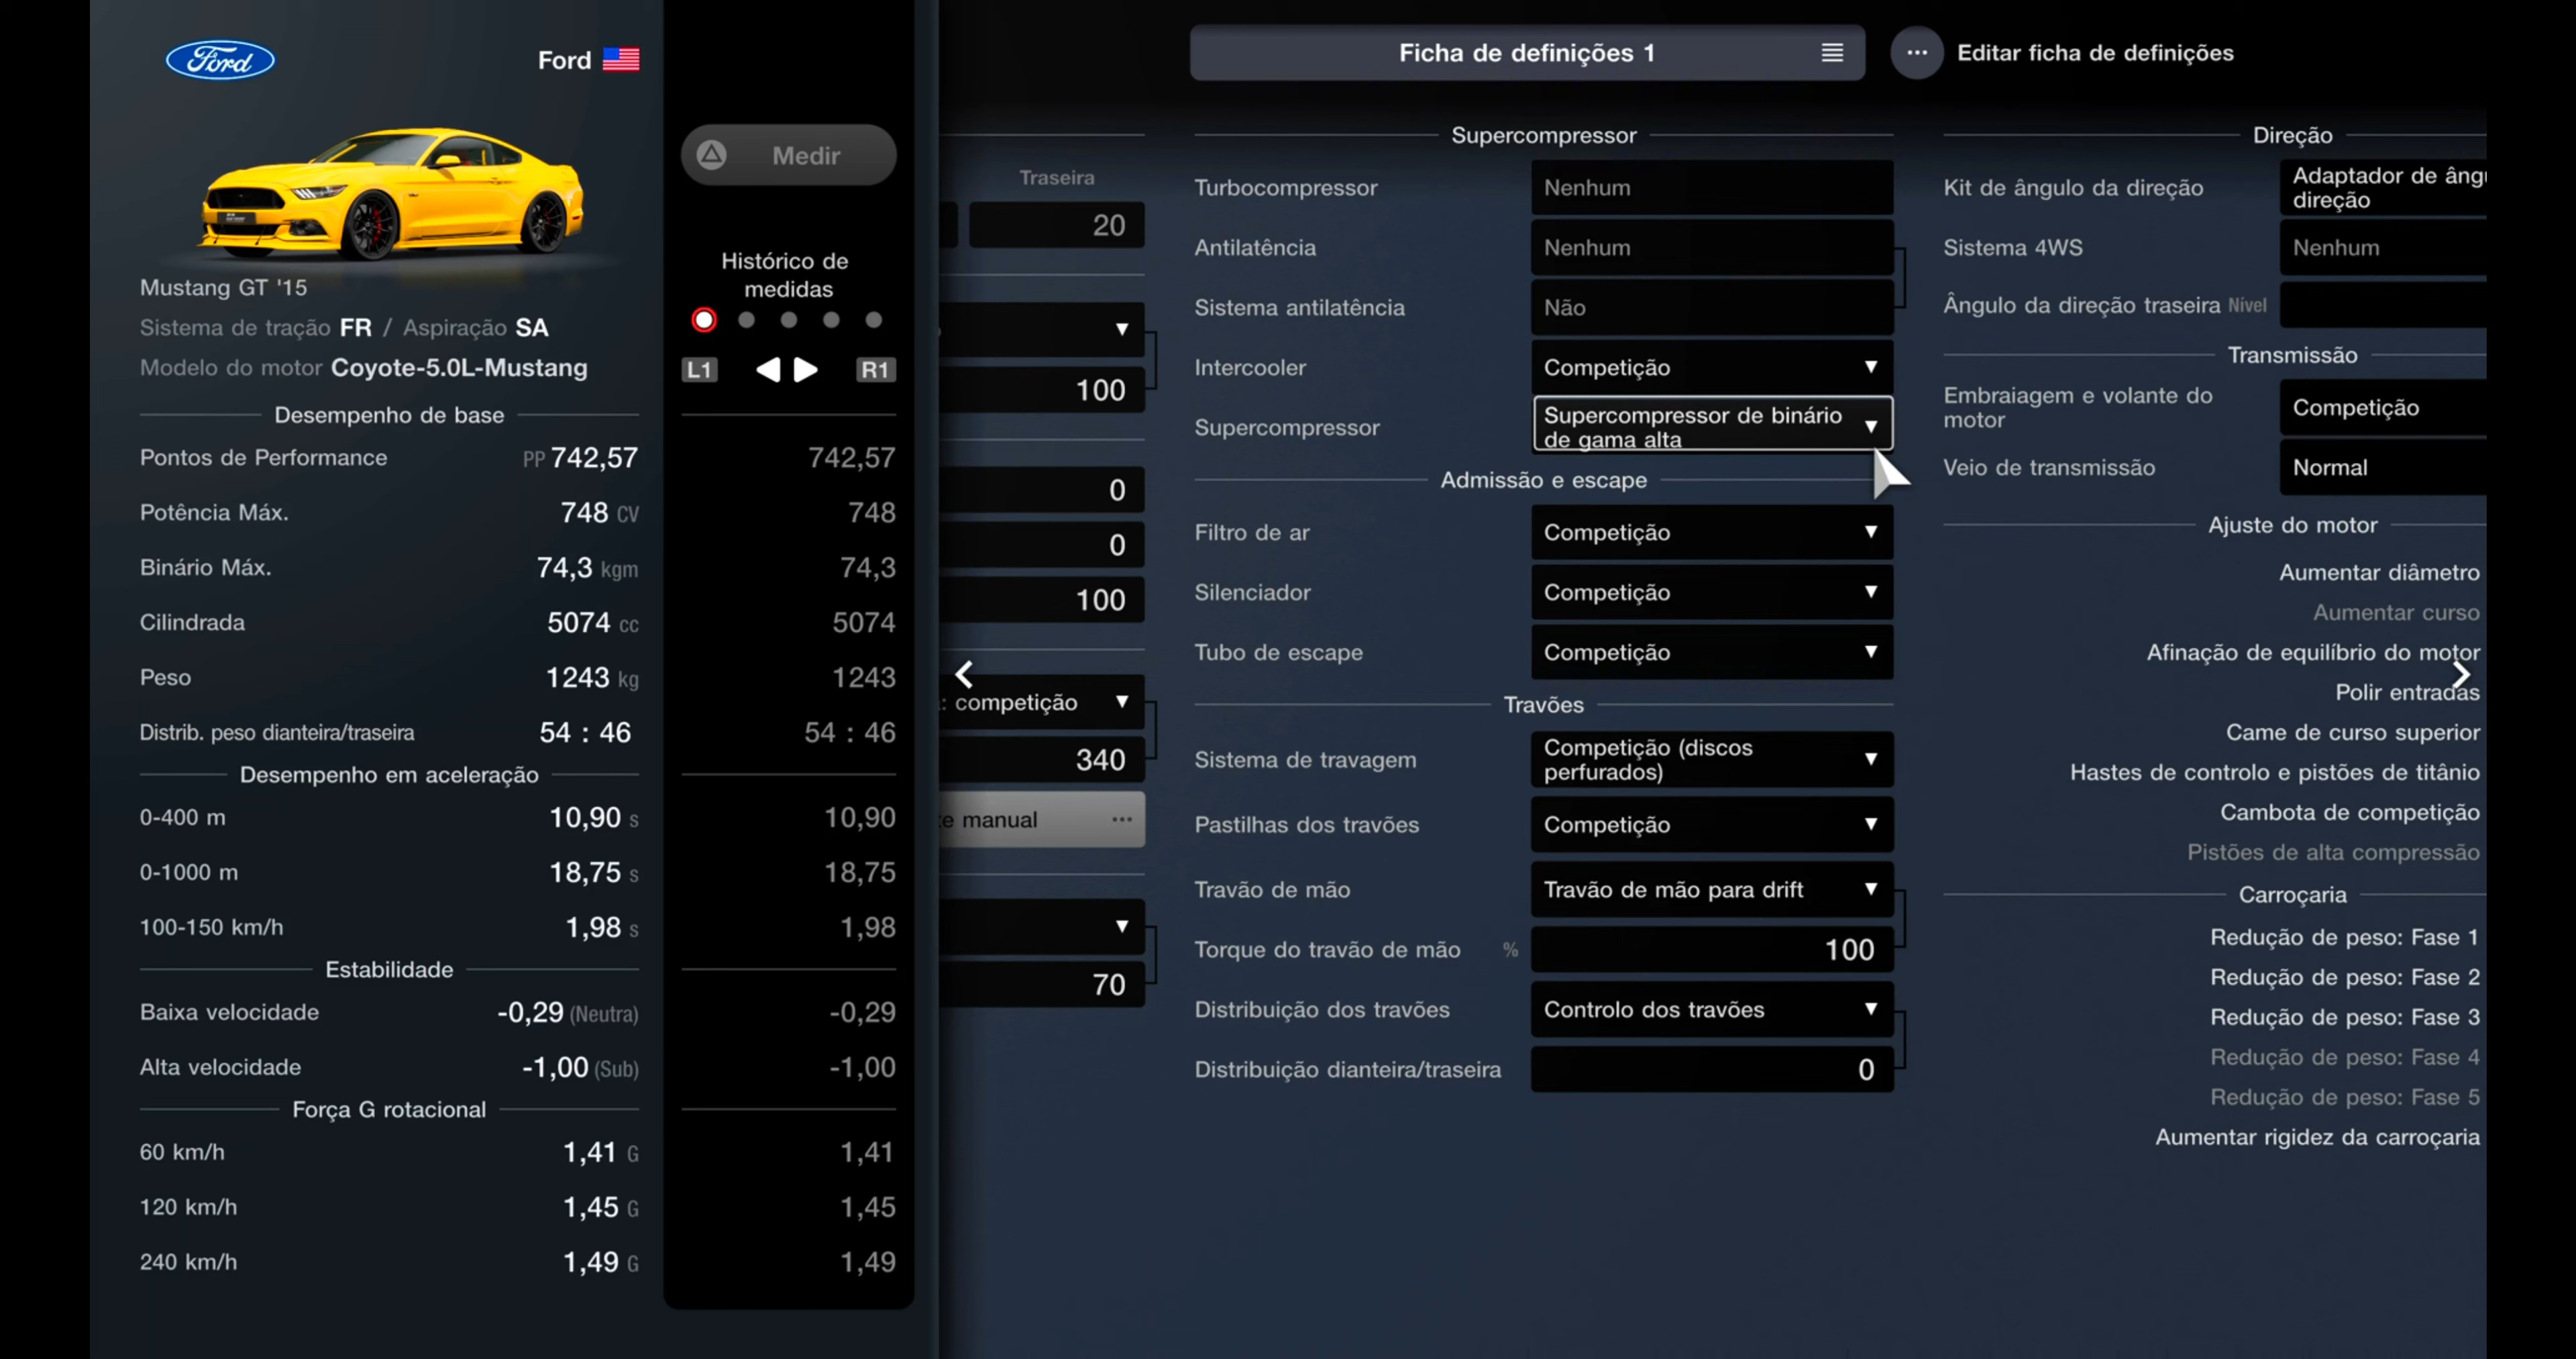 Ford
Ford
Mustang GT '15
Sistema de tração FR / Aspiração SA
Modelo do motor Coyote-5.0L-Mustang
Desempenho de base
Pontos de Performance PP 742,57
Potência Máx. 748 CV
Binário Máx. 74,3 kgm
Cilindrada 5074 cc
Peso 1243 kg
Distrib. peso dianteira/traseira 54 : 46
Desempenho em aceleração
0-400 m 10,90 s
0-1000 m 18,75 s
100-150 km/h 1,98 s
Estabilidade
Baixa velocidade -0,29 (Neutra)
Alta velocidade -1,00 (Sub)
Força G rotacional
60 km/h 1,41 G
120 km/h 1,45 G
240 km/h 1,49 G
Medir
Histórico de
medidas
L1 R1
742,57
748
74,3
5074
1243
54 : 46
10,90
18,75
1,98
-0,29
-1,00
1,41
1,45
1,49
Ficha de definições 1
Editar ficha de definições
Traseira
20
100
0
0
100
: competição
340
te manual
70
Supercompressor
Turbocompressor Nenhum
Antilatência Nenhum
Sistema antilatência Não
Intercooler Competição
Supercompressor Supercompressor de binário
de gama alta
Admissão e escape
Filtro de ar Competição
Silenciador Competição
Tubo de escape Competição
Travões
Sistema de travagem Competição (discos
perfurados)
Pastilhas dos travões Competição
Travão de mão Travão de mão para drift
Torque do travão de mão % 100
Distribuição dos travões Controlo dos travões
Distribuição dianteira/traseira 0
Direção
Kit de ângulo da direção Adaptador de âng
direção
Sistema 4WS Nenhum
Ângulo da direção traseira Nível
Transmissão
Embraiagem e volante do
motor Competição
Veio de transmissão Normal
Ajuste do motor
Aumentar diâmetro
Aumentar curso
Afinação de equilíbrio do motor
Polir entradas
Came de curso superior
Hastes de controlo e pistões de titânio
Cambota de competição
Pistões de alta compressão
Carroçaria
Redução de peso: Fase 1
Redução de peso: Fase 2
Redução de peso: Fase 3
Redução de peso: Fase 4
Redução de peso: Fase 5
Aumentar rigidez da carroçaria